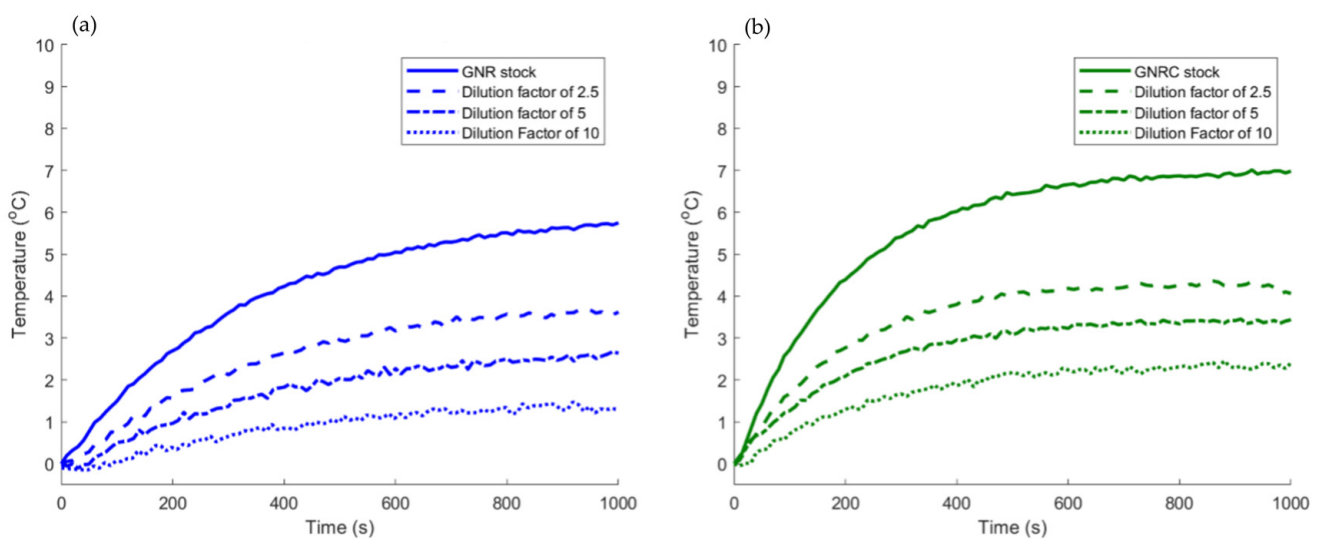 (a)
10
9
8
7
6
5
4
3
2
1
0
Temperature (°C)
GNR stock
Dilution factor of 2.5
Dilution factor of 5
Dilution Factor of 10
0 200 400 600 800 1000
Time (s)
(b)
10
9
8
7
6
5
4
3
2
1
0
Temperature (°C)
GNRC stock
Dilution factor of 2.5
Dilution factor of 5
Dilution Factor of 10
0 200 400 600 800 1000
Time (s)